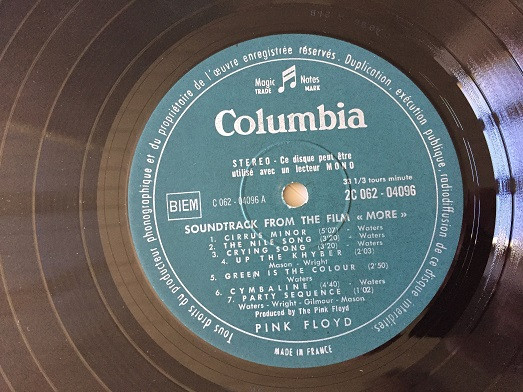 Tous droits du producteur phonographique et du propriétaire de l'œuvre enregistrée réservés. Duplication, exécution publique, radiodiffusion de ce disque interdites.
Magic Notes
TRADE MARK
Columbia
STEREO - Ce disque peut être
utilisé avec un lecteur MONO
33 1/3 tours minute
BIEM C 062 - 04096 A 2C 062 - 04096
SOUNDTRACK FROM THE FILM « MORE »
1. CIRRUS MINOR (5'07) - Waters
2. THE NILE SONG (3'20) - Waters
3. CRYING SONG (3'20) - Waters
4. UP THE KHYBER (2'03)
Mason - Wright
5. GREEN IS THE COLOUR (2'50)
Waters
6. CYMBALINE (4'40) - Waters
7. PARTY SEQUENCE (1'02)
Waters - Wright - Gilmour - Mason
Produced by The Pink Floyd
PINK FLOYD
MADE IN FRANCE